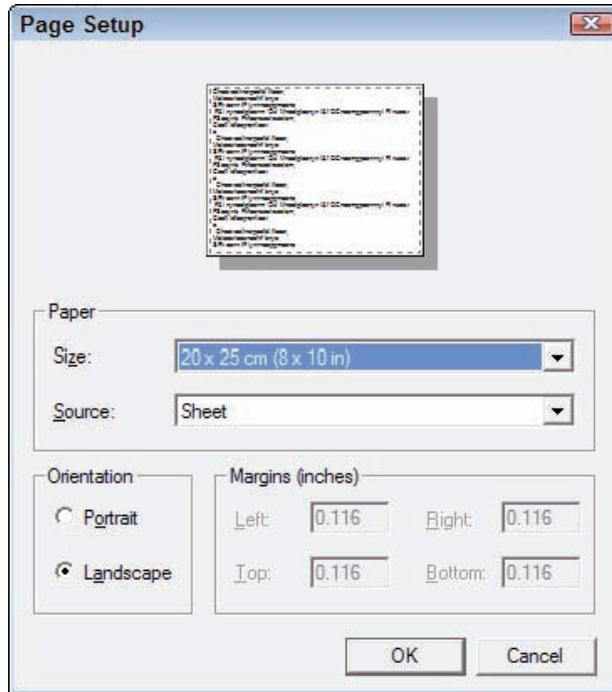 Page Setup
Paper
Size: 20 x 25 cm (8 x 10 in)
Source: Sheet
Orientation
Portrait
Landscape
Margins (inches)
Left: 0.116 Right: 0.116
Top: 0.116 Bottom: 0.116
OK Cancel